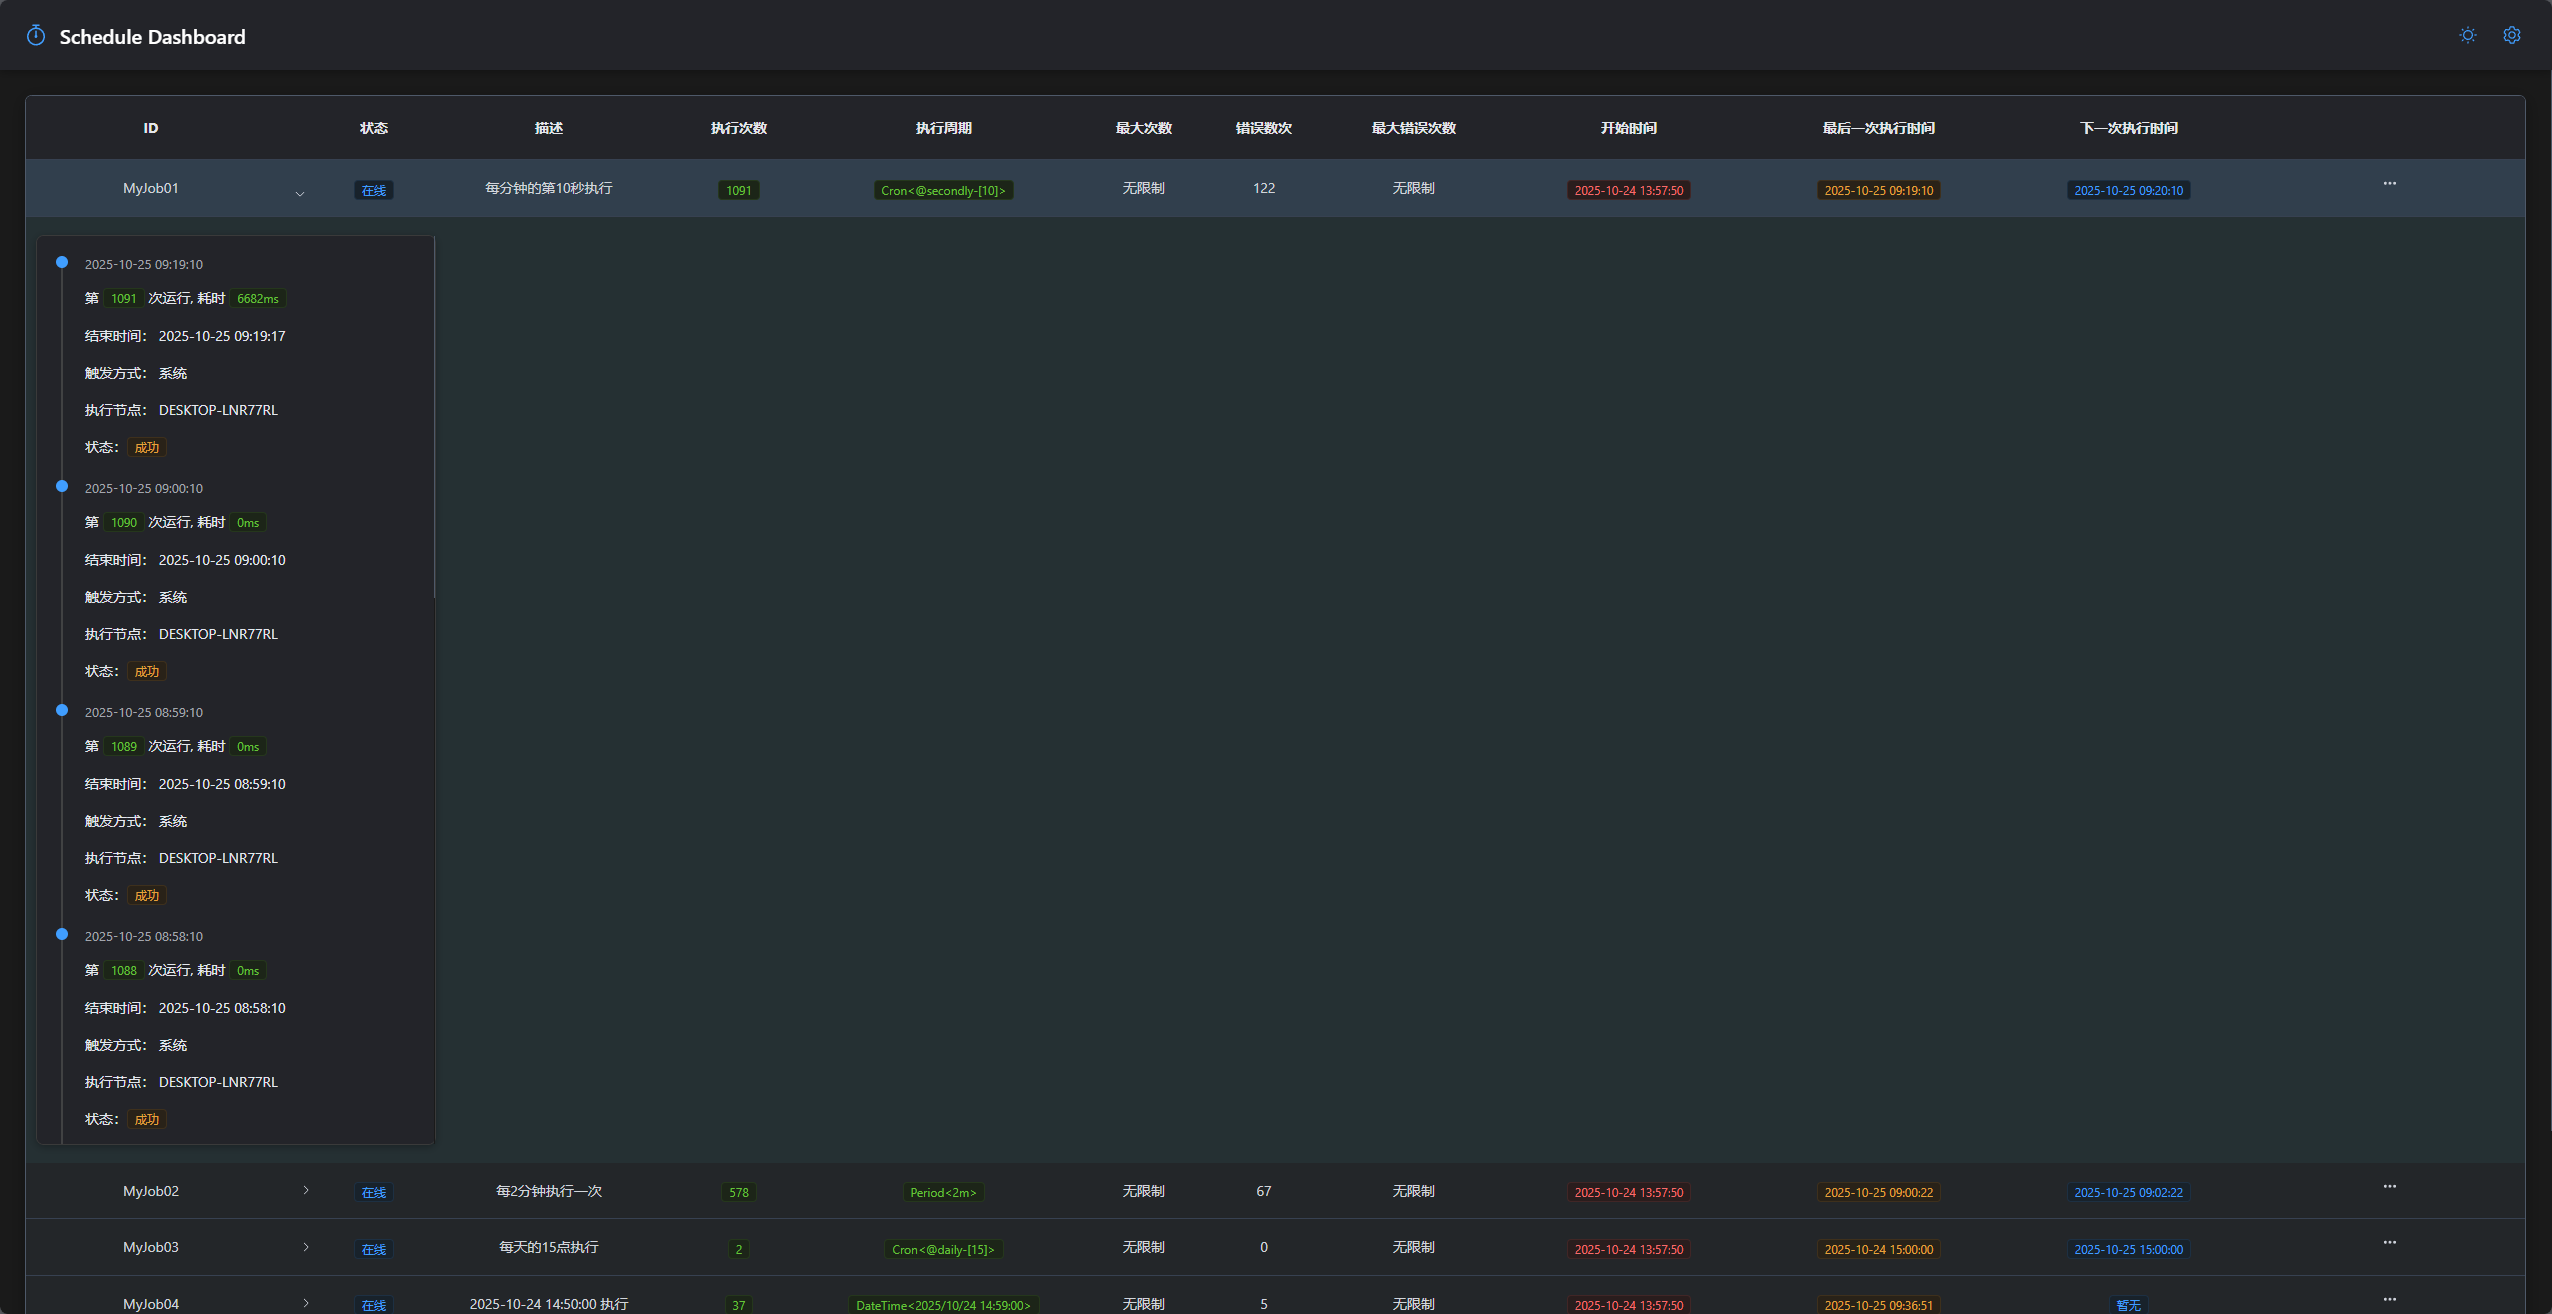 Schedule Dashboard
ID 状态 描述 执行次数 执行周期 最大次数 错误数次 最大错误次数 开始时间 最后一次执行时间 下一次执行时间
MyJob01 在线 每分钟的第10秒执行 1091 Cron<@secondly-[10]> 无限制 122 无限制 2025-10-24 13:57:50 2025-10-25 09:19:10 2025-10-25 09:20:10 ···
2025-10-25 09:19:10
第 1091 次运行, 耗时 6682ms
结束时间： 2025-10-25 09:19:17
触发方式： 系统
执行节点： DESKTOP-LNR77RL
状态： 成功
2025-10-25 09:00:10
第 1090 次运行, 耗时 0ms
结束时间： 2025-10-25 09:00:10
触发方式： 系统
执行节点： DESKTOP-LNR77RL
状态： 成功
2025-10-25 08:59:10
第 1089 次运行, 耗时 0ms
结束时间： 2025-10-25 08:59:10
触发方式： 系统
执行节点： DESKTOP-LNR77RL
状态： 成功
2025-10-25 08:58:10
第 1088 次运行, 耗时 0ms
结束时间： 2025-10-25 08:58:10
触发方式： 系统
执行节点： DESKTOP-LNR77RL
状态： 成功
MyJob02 在线 每2分钟执行一次 578 Period<2m> 无限制 67 无限制 2025-10-24 13:57:50 2025-10-25 09:00:22 2025-10-25 09:02:22 ···
MyJob03 在线 每天的15点执行 2 Cron<@daily-[15]> 无限制 0 无限制 2025-10-24 13:57:50 2025-10-24 15:00:00 2025-10-25 15:00:00 ···
MyJob04 在线 2025-10-24 14:50:00 执行 37 DateTime<2025/10/24 14:59:00> 无限制 5 无限制 2025-10-24 13:57:50 2025-10-25 09:36:51 暂无 ···